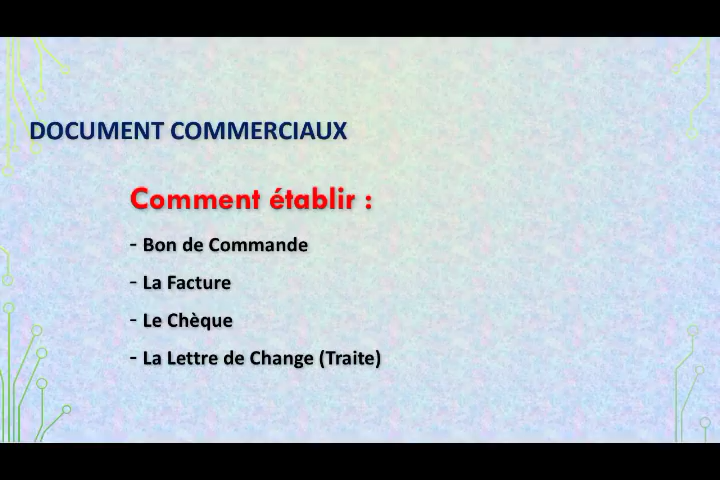 DOCUMENT COMMERCIAUX
Comment établir :
- Bon de Commande
- La Facture
- Le Chèque
- La Lettre de Change (Traite)